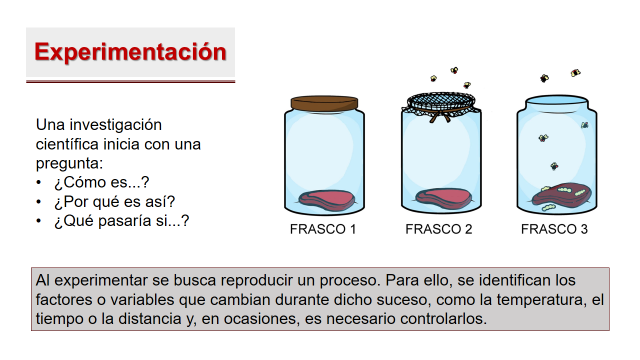 Experimentación
Una investigación
científica inicia con una
pregunta:
• ¿Cómo es...?
• ¿Por qué es así?
• ¿Qué pasaría si...?
FRASCO 1
FRASCO 2
FRASCO 3
Al experimentar se busca reproducir un proceso. Para ello, se identifican los
factores o variables que cambian durante dicho suceso, como la temperatura, el
tiempo o la distancia y, en ocasiones, es necesario controlarlos.